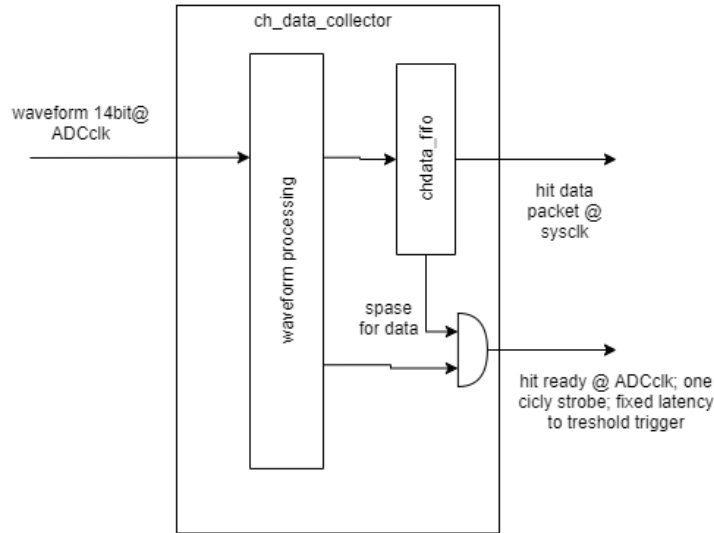 ch_data_collector
waveform 14bit@
ADCclk
waveform processing
chdata_fifo
hit data
packet @
sysclk
spase
for data
hit ready @ ADCclk; one
cicly strobe; fixed latency
to treshold trigger